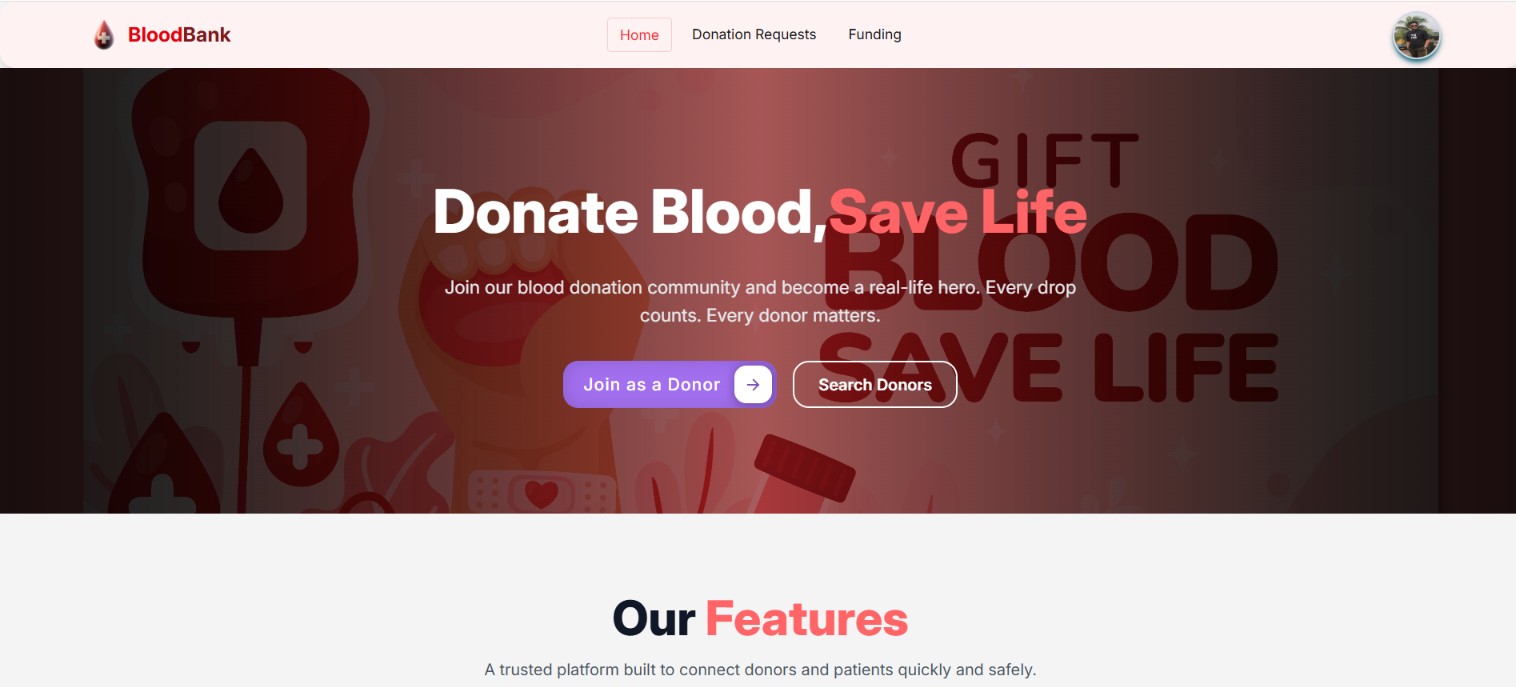 BloodBank
Home
Donation Requests
Funding
GIFT
BLOOD
SAVE LIFE
Donate Blood,Save Life
Join our blood donation community and become a real-life hero. Every drop
counts. Every donor matters.
Join as a Donor →
Search Donors
Our Features
A trusted platform built to connect donors and patients quickly and safely.